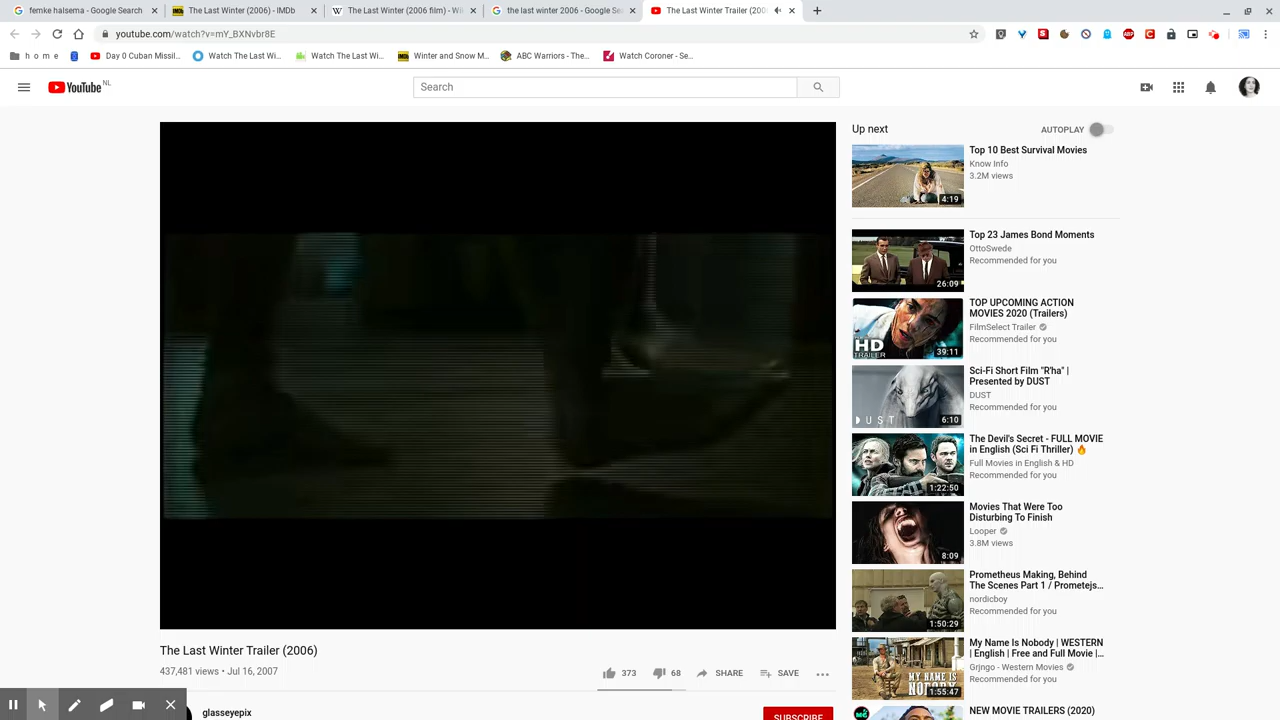 femke halsema - Google Search
The Last Winter (2006) - IMDb
The Last Winter (2006 film) - Wi
the last winter 2006 - Google Se
The Last Winter Trailer (200
youtube.com/watch?v=mY_BXNvbr8E
h o m e
Day 0 Cuban Missil...
Watch The Last Wi...
Watch The Last Wi...
Winter and Snow M...
ABC Warriors - The...
Watch Coroner - Se...
YouTube NL
Search
Up next
AUTOPLAY
Top 10 Best Survival Movies
Know Info
3.2M views
4:19
Top 23 James Bond Moments
OttoSwede
Recommended for you
26:09
TOP UPCOMING ACTION
MOVIES 2020 (Trailers)
FilmSelect Trailer
Recommended for you
HD
TRAILER
39:11
Sci-Fi Short Film "R'ha" |
Presented by DUST
DUST
Recommended for you
DUST
6:10
The Devil's Secret - FULL MOVIE
in English (Sci Fi Thriller) 🔥
Full Movies in English & HD
Recommended for you
1:22:50
Movies That Were Too
Disturbing To Finish
Looper
3.8M views
8:09
Prometheus Making, Behind
The Scenes Part 1 / Prometejs...
nordicboy
Recommended for you
1:50:29
My Name Is Nobody | WESTERN
| English | Free and Full Movie |...
Grjngo - Western Movies
Recommended for you
MY NAME IS
NOBODY
1:55:47
NEW MOVIE TRAILERS (2020)
The Last Winter Trailer (2006)
437,481 views • Jul 16, 2007
373
68
SHARE
SAVE
glasseyepix
SUBSCRIBE